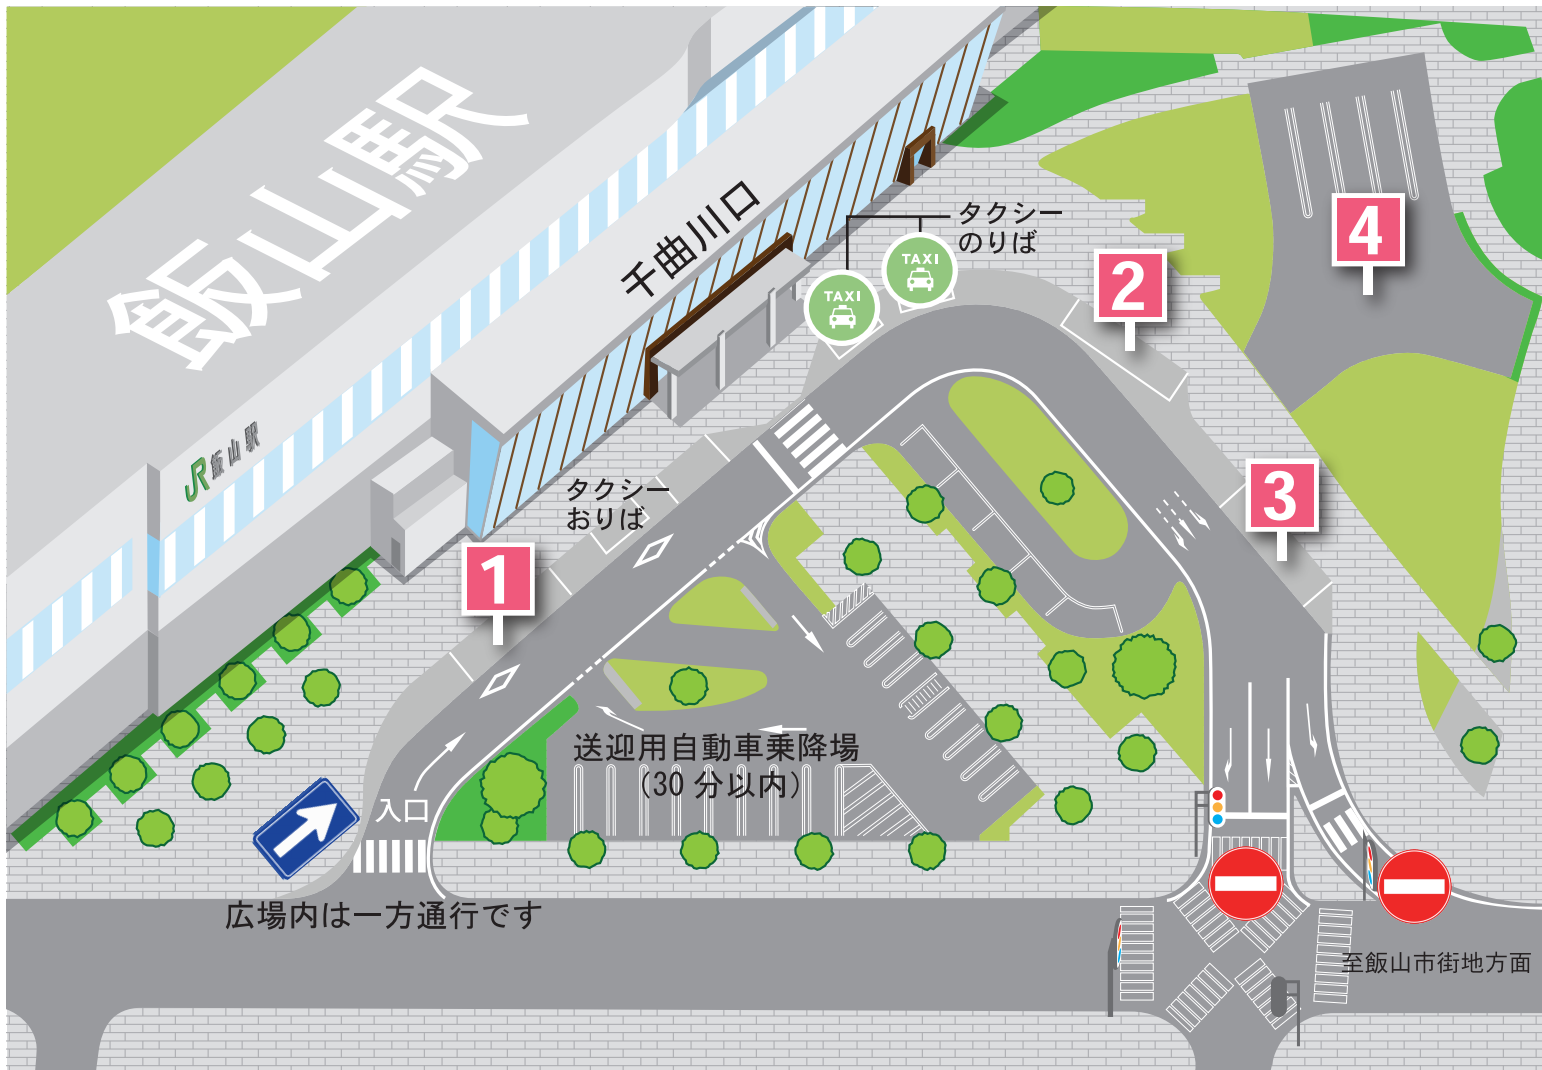 飯山駅
千曲川口
JR飯山駅
タクシー
のりば
TAXI
TAXI
タクシー
おりば
1
2
3
4
送迎用自動車乗降場
(30分以内)
入口
広場内は一方通行です
至飯山市街地方面